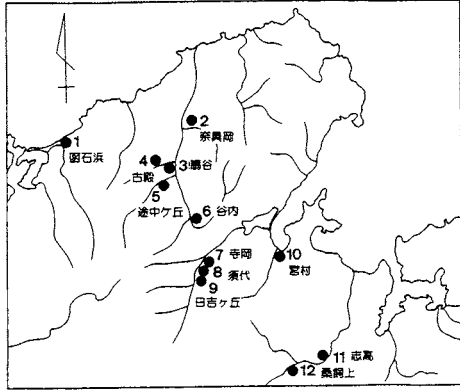 1
函石浜
2
奈具岡
3 扇谷
4
古殿
5
途中ケ丘
6 谷内
7 寺岡
8 須代
9
日吉ヶ丘
10
宮村
11 志高
12 桑飼上